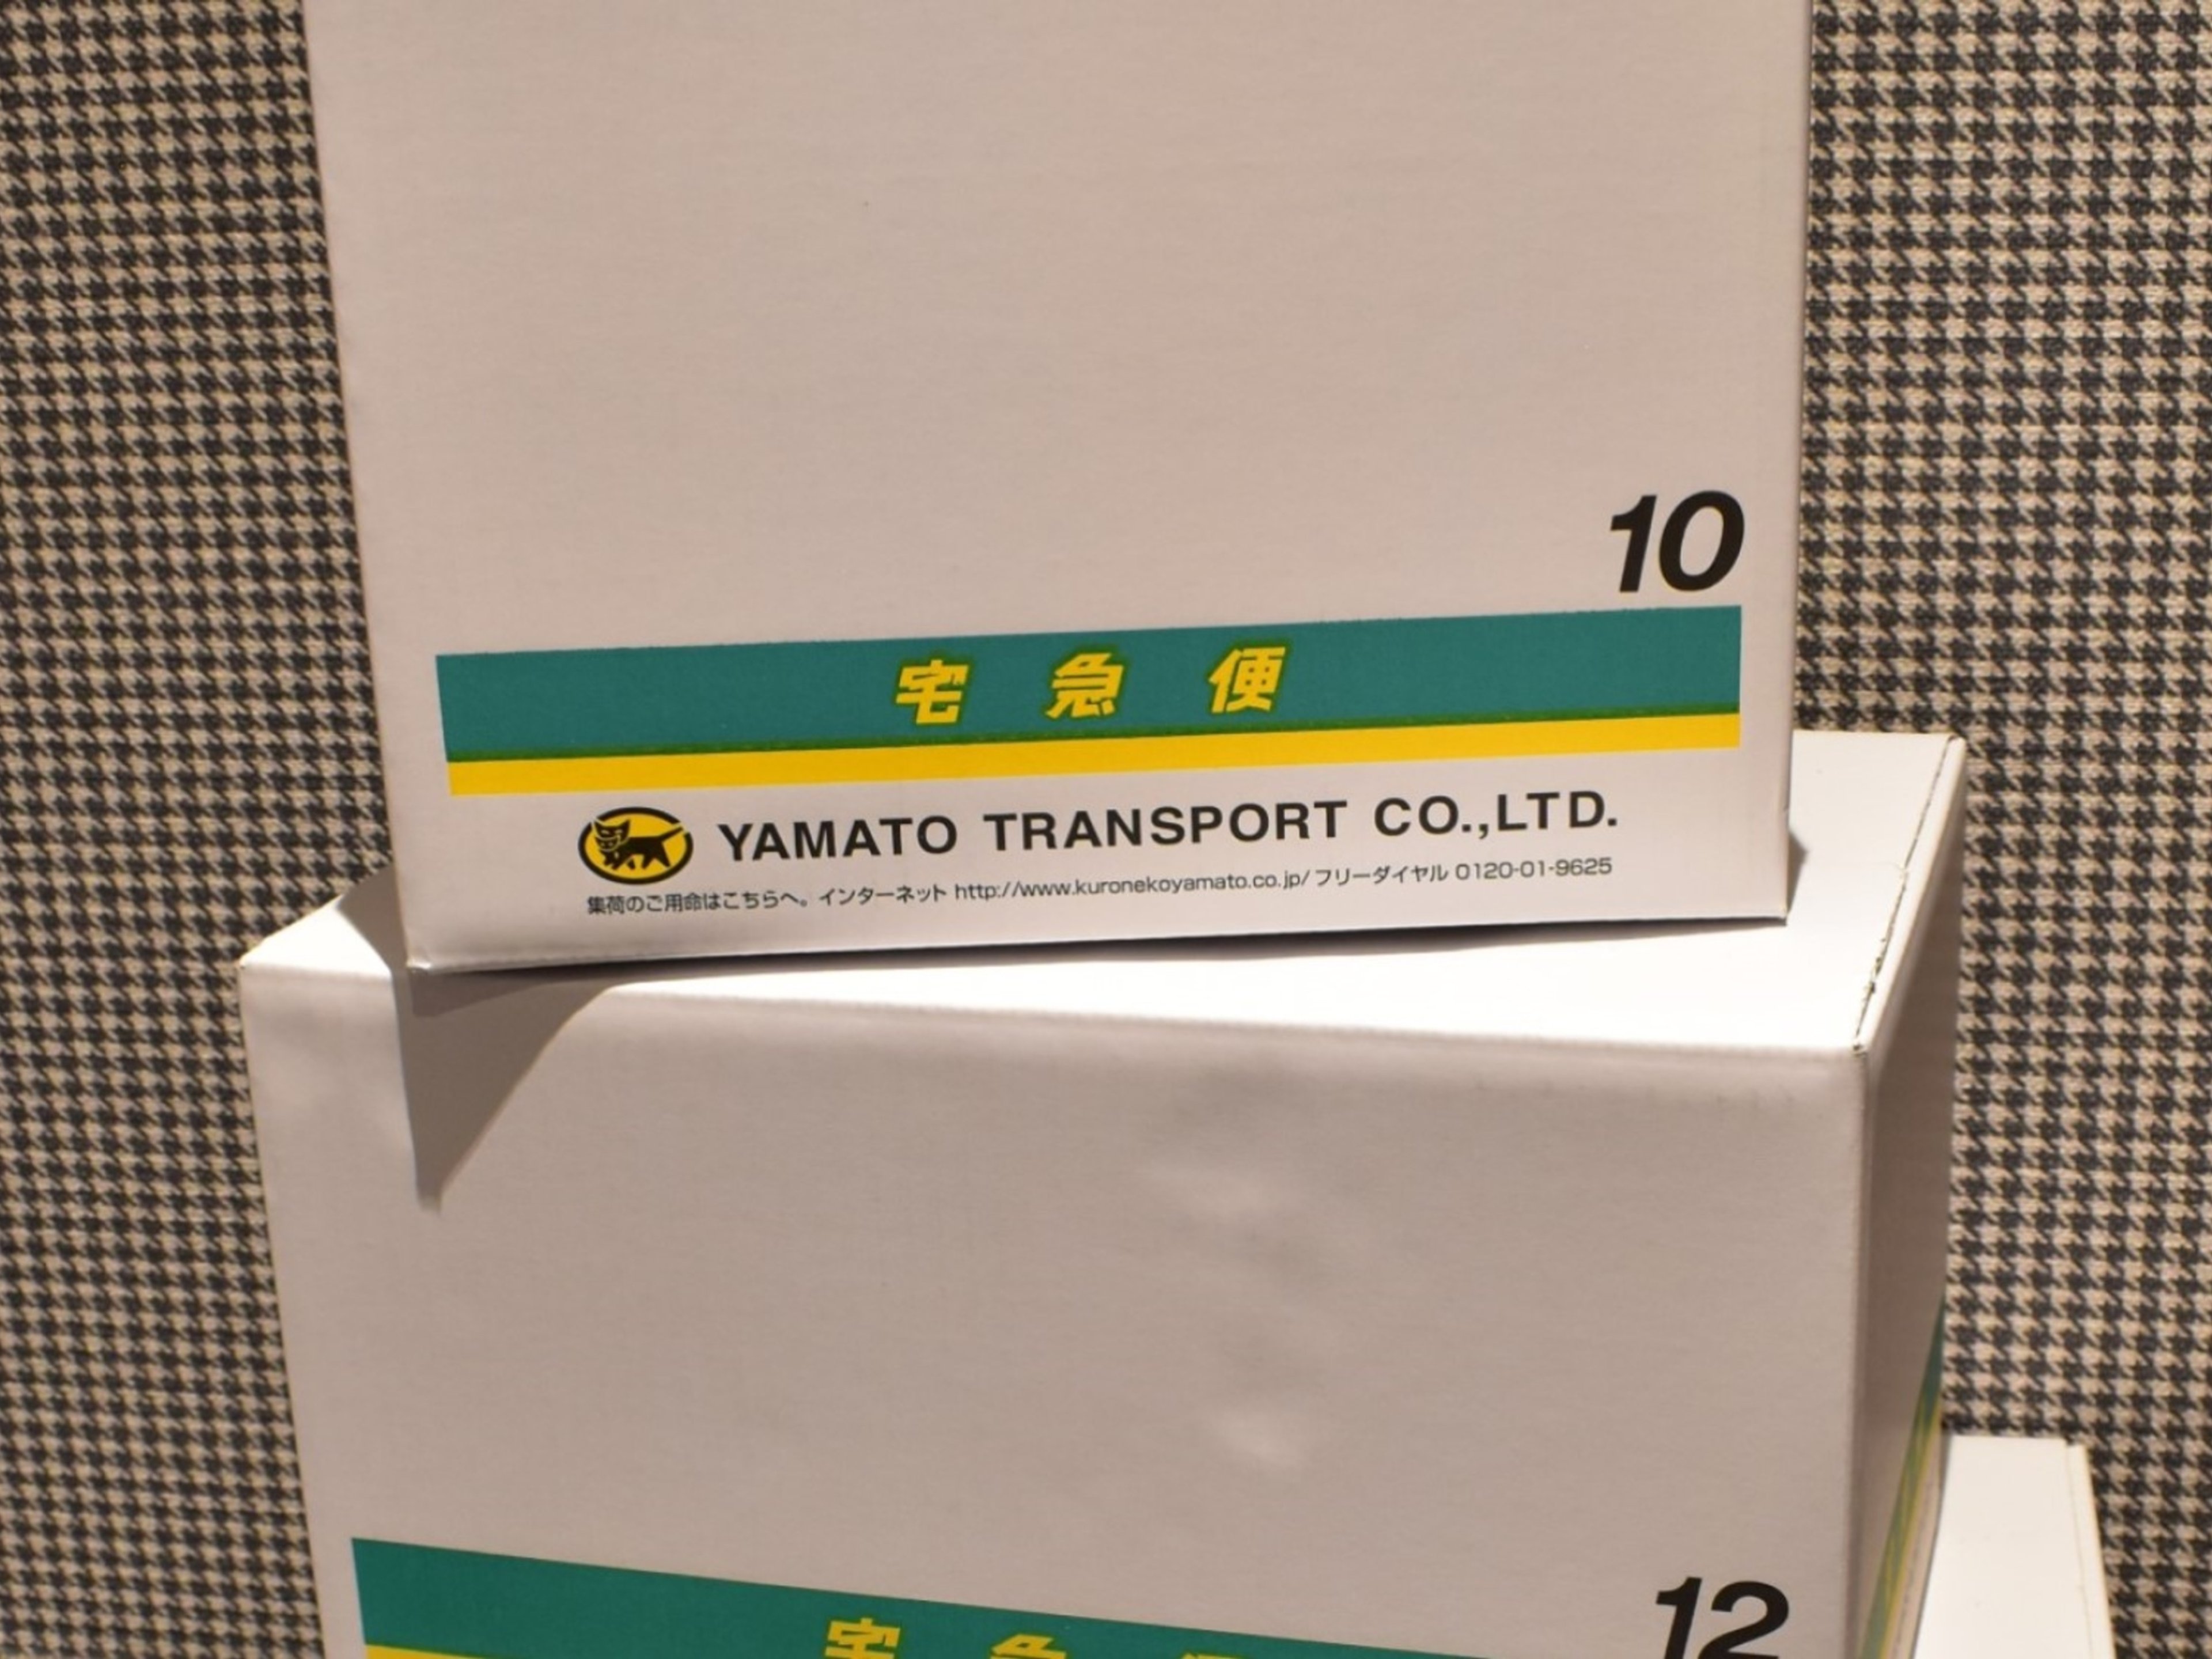 10
宅急便
YAMATO TRANSPORT CO.,LTD.
集荷のご用命はこちらへ。インターネット http://www.kuronekoyamato.co.jp/ フリーダイヤル 0120-01-9625
12
宅急